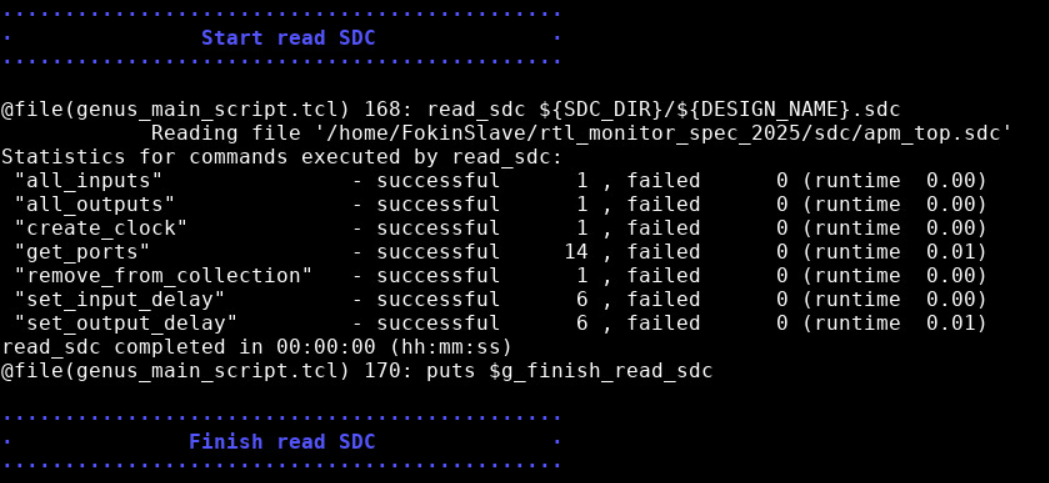 ·············································
·               Start read SDC              ·
·············································
@file(genus_main_script.tcl) 168: read_sdc ${SDC_DIR}/${DESIGN_NAME}.sdc
            Reading file '/home/FokinSlave/rtl_monitor_spec_2025/sdc/apm_top.sdc'
Statistics for commands executed by read_sdc:
 "all_inputs"               - successful      1 , failed      0 (runtime  0.00)
 "all_outputs"              - successful      1 , failed      0 (runtime  0.00)
 "create_clock"             - successful      1 , failed      0 (runtime  0.00)
 "get_ports"                - successful     14 , failed      0 (runtime  0.01)
 "remove_from_collection"   - successful      1 , failed      0 (runtime  0.00)
 "set_input_delay"          - successful      6 , failed      0 (runtime  0.00)
 "set_output_delay"         - successful      6 , failed      0 (runtime  0.01)
read_sdc completed in 00:00:00 (hh:mm:ss)
@file(genus_main_script.tcl) 170: puts $g_finish_read_sdc
·············································
·              Finish read SDC              ·
·············································